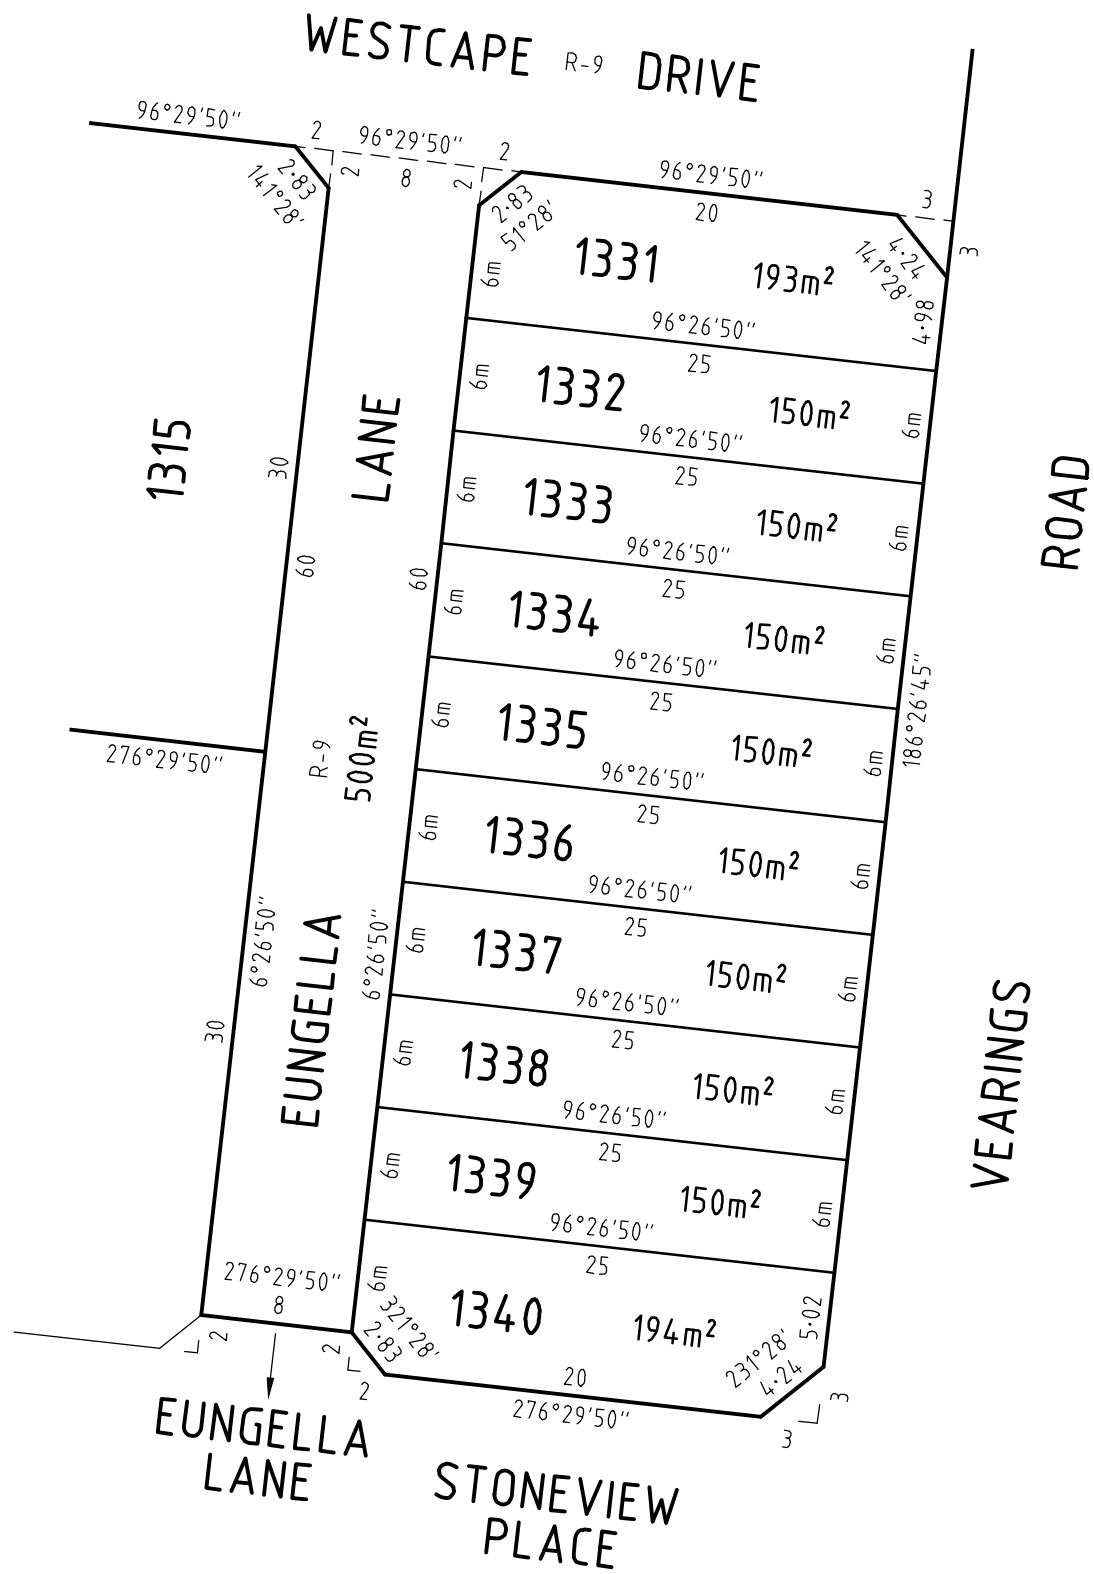 WESTCAPE R-9 DRIVE
96°29'50"
2
96°29'50"
2
2
8
2
2·83
141°28'
2·83
51°28'
96°29'50"
20
3
3
4·24
141°28'
4·98
6m
1331
193m²
96°26'50"
25
6m
1332
150m²
6m
96°26'50"
25
6m
1333
150m²
6m
96°26'50"
25
6m
1334
150m²
6m
96°26'50"
25
6m
1335
150m²
6m
96°26'50"
25
6m
1336
150m²
6m
96°26'50"
25
6m
1337
150m²
6m
96°26'50"
25
6m
1338
150m²
6m
96°26'50"
25
6m
1339
150m²
6m
96°26'50"
25
6m
1340
194m²
5·02
321°28'
2·83
231°28'
4·24
20
276°29'50"
3
3
186°26'45"
VEARINGS ROAD
1315
30
60
60
276°29'50"
R-9
500m²
6°26'50"
6°26'50"
30
EUNGELLA LANE
276°29'50"
8
2
2
2
EUNGELLA
LANE
STONEVIEW
PLACE